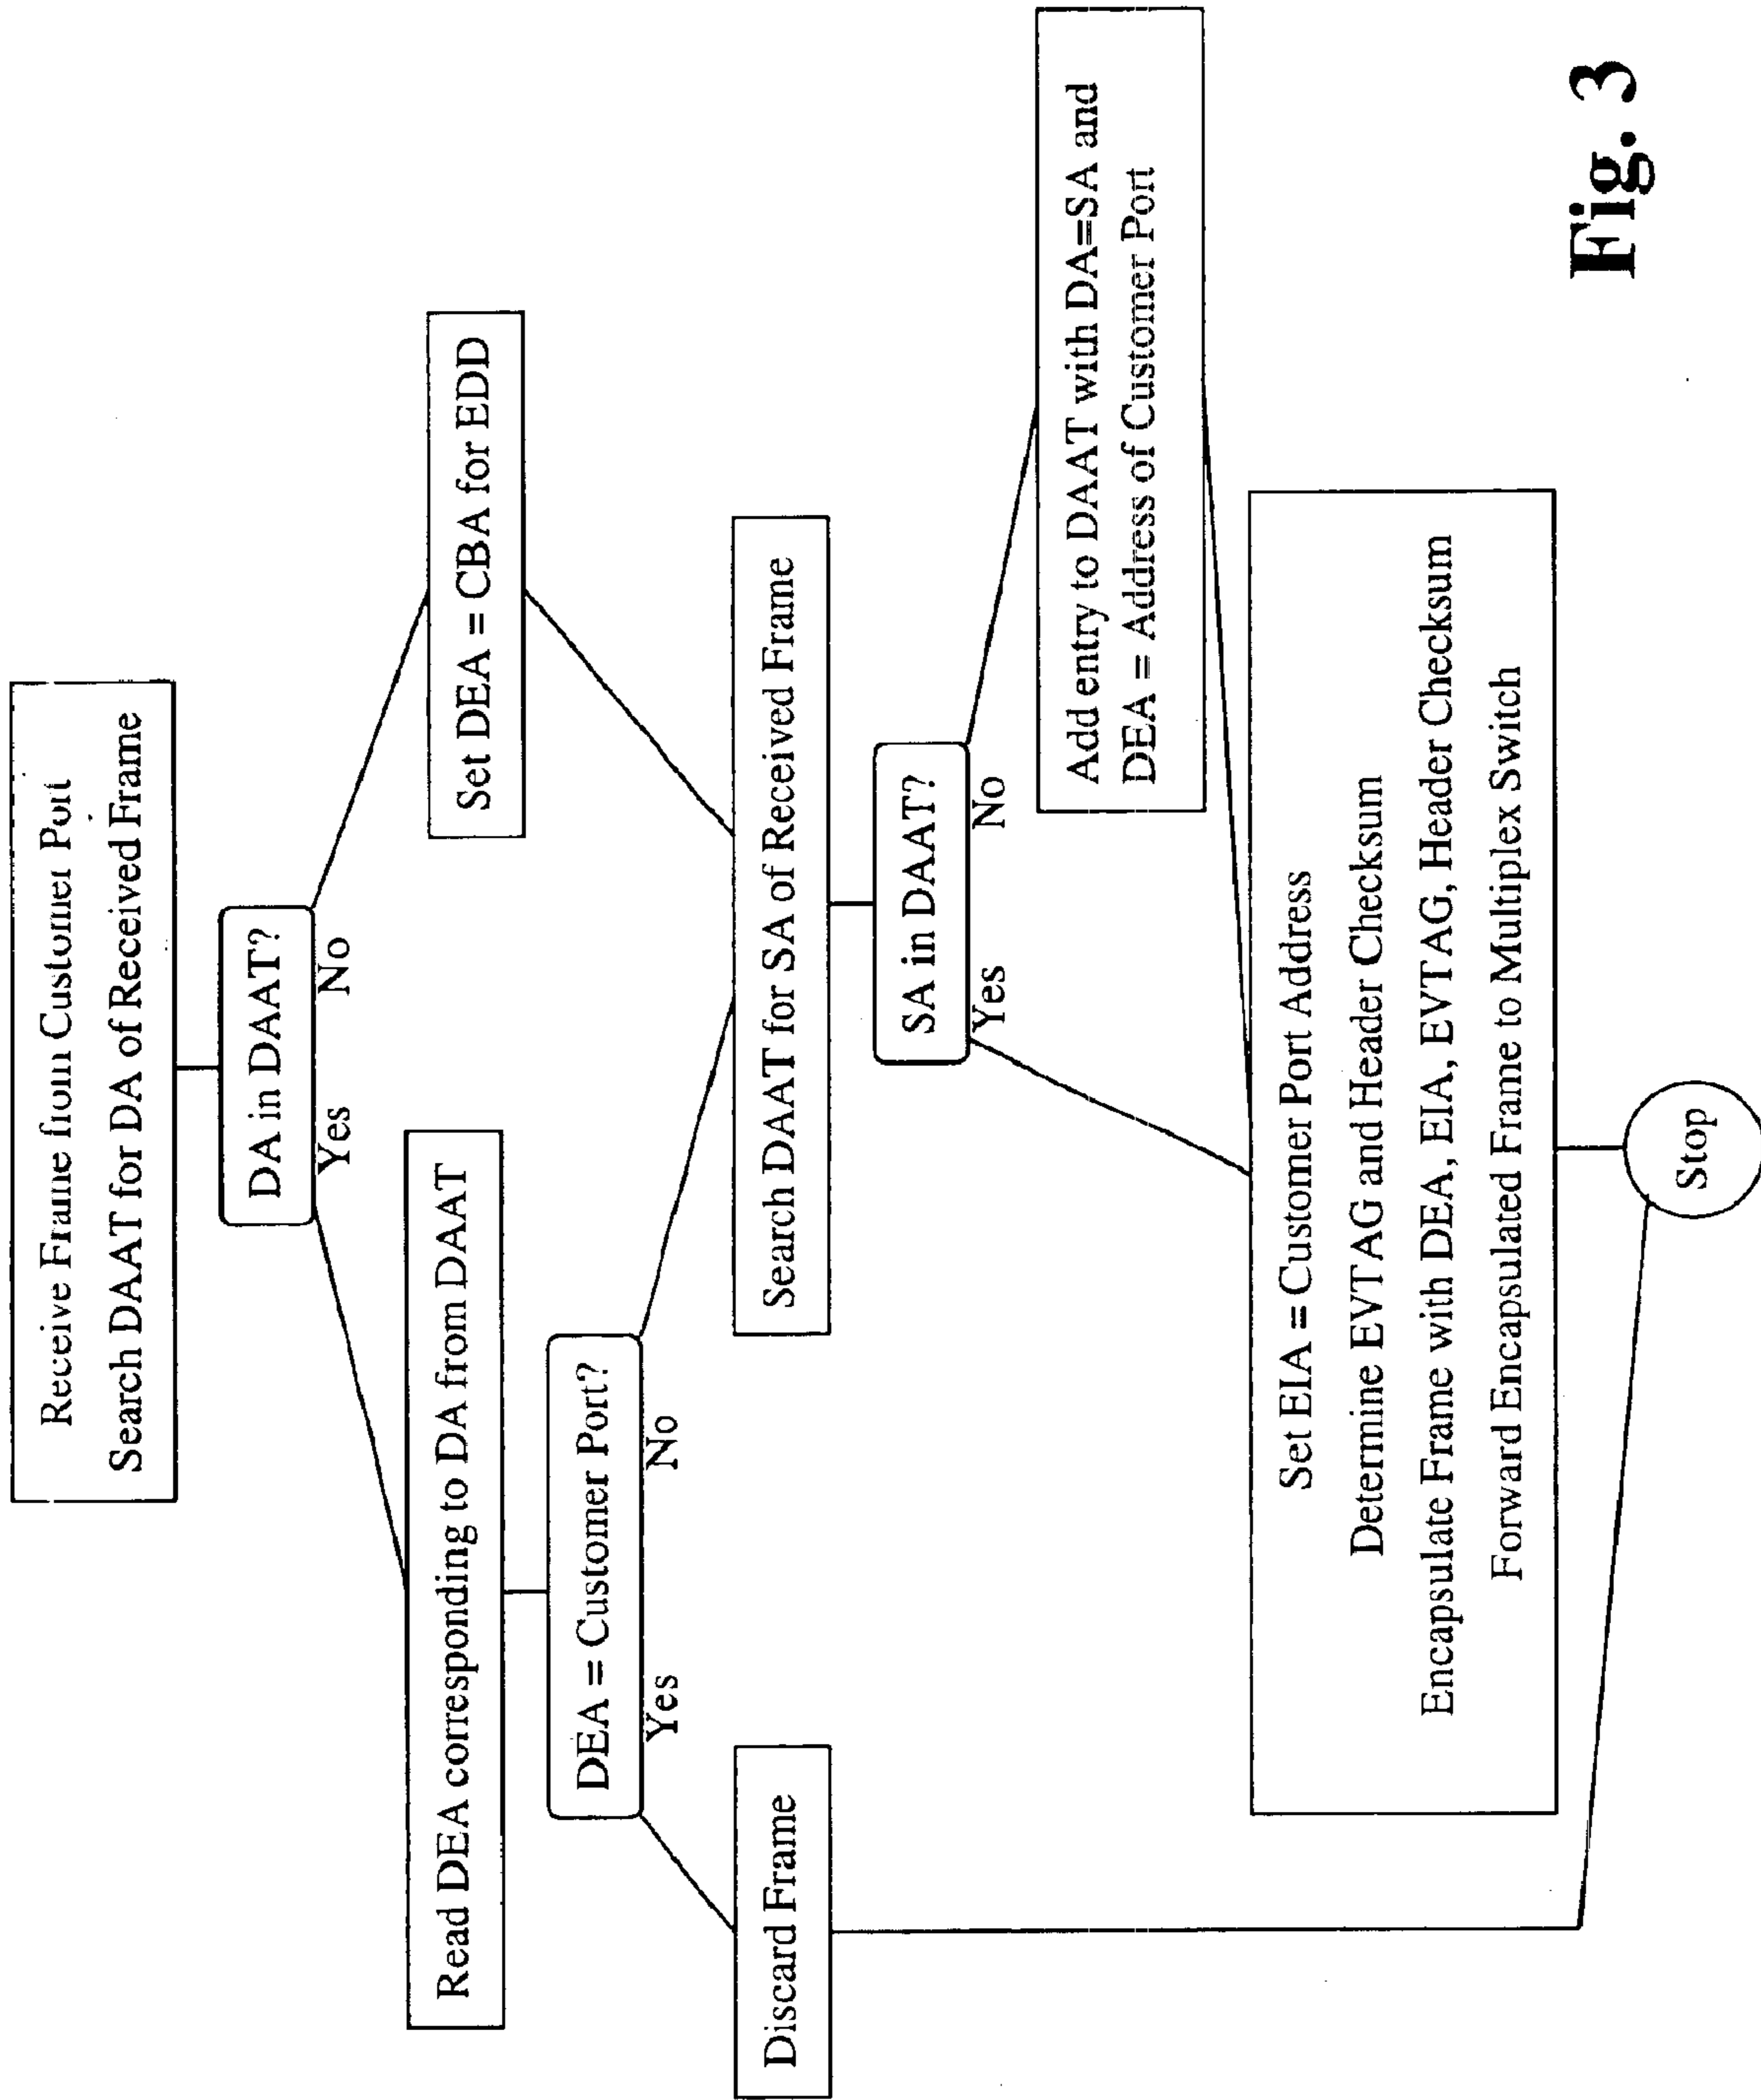 Receive Frame from Customer Port
Search DAAT for DA of Received Frame
DA in DAAT?
Yes
No
Read DEA corresponding to DA from DAAT
Set DEA = CBA for EDD
DEA = Customer Port?
Yes
No
Discard Frame
Search DAAT for SA of Received Frame
SA in DAAT?
Yes
No
Add entry to DAAT with DA=SA and
DEA = Address of Customer Port
Set EIA = Customer Port Address
Determine EVTAG and Header Checksum
Encapsulate Frame with DEA, EIA, EVTAG, Header Checksum
Forward Encapsulated Frame to Multiplex Switch
Stop
Fig. 3